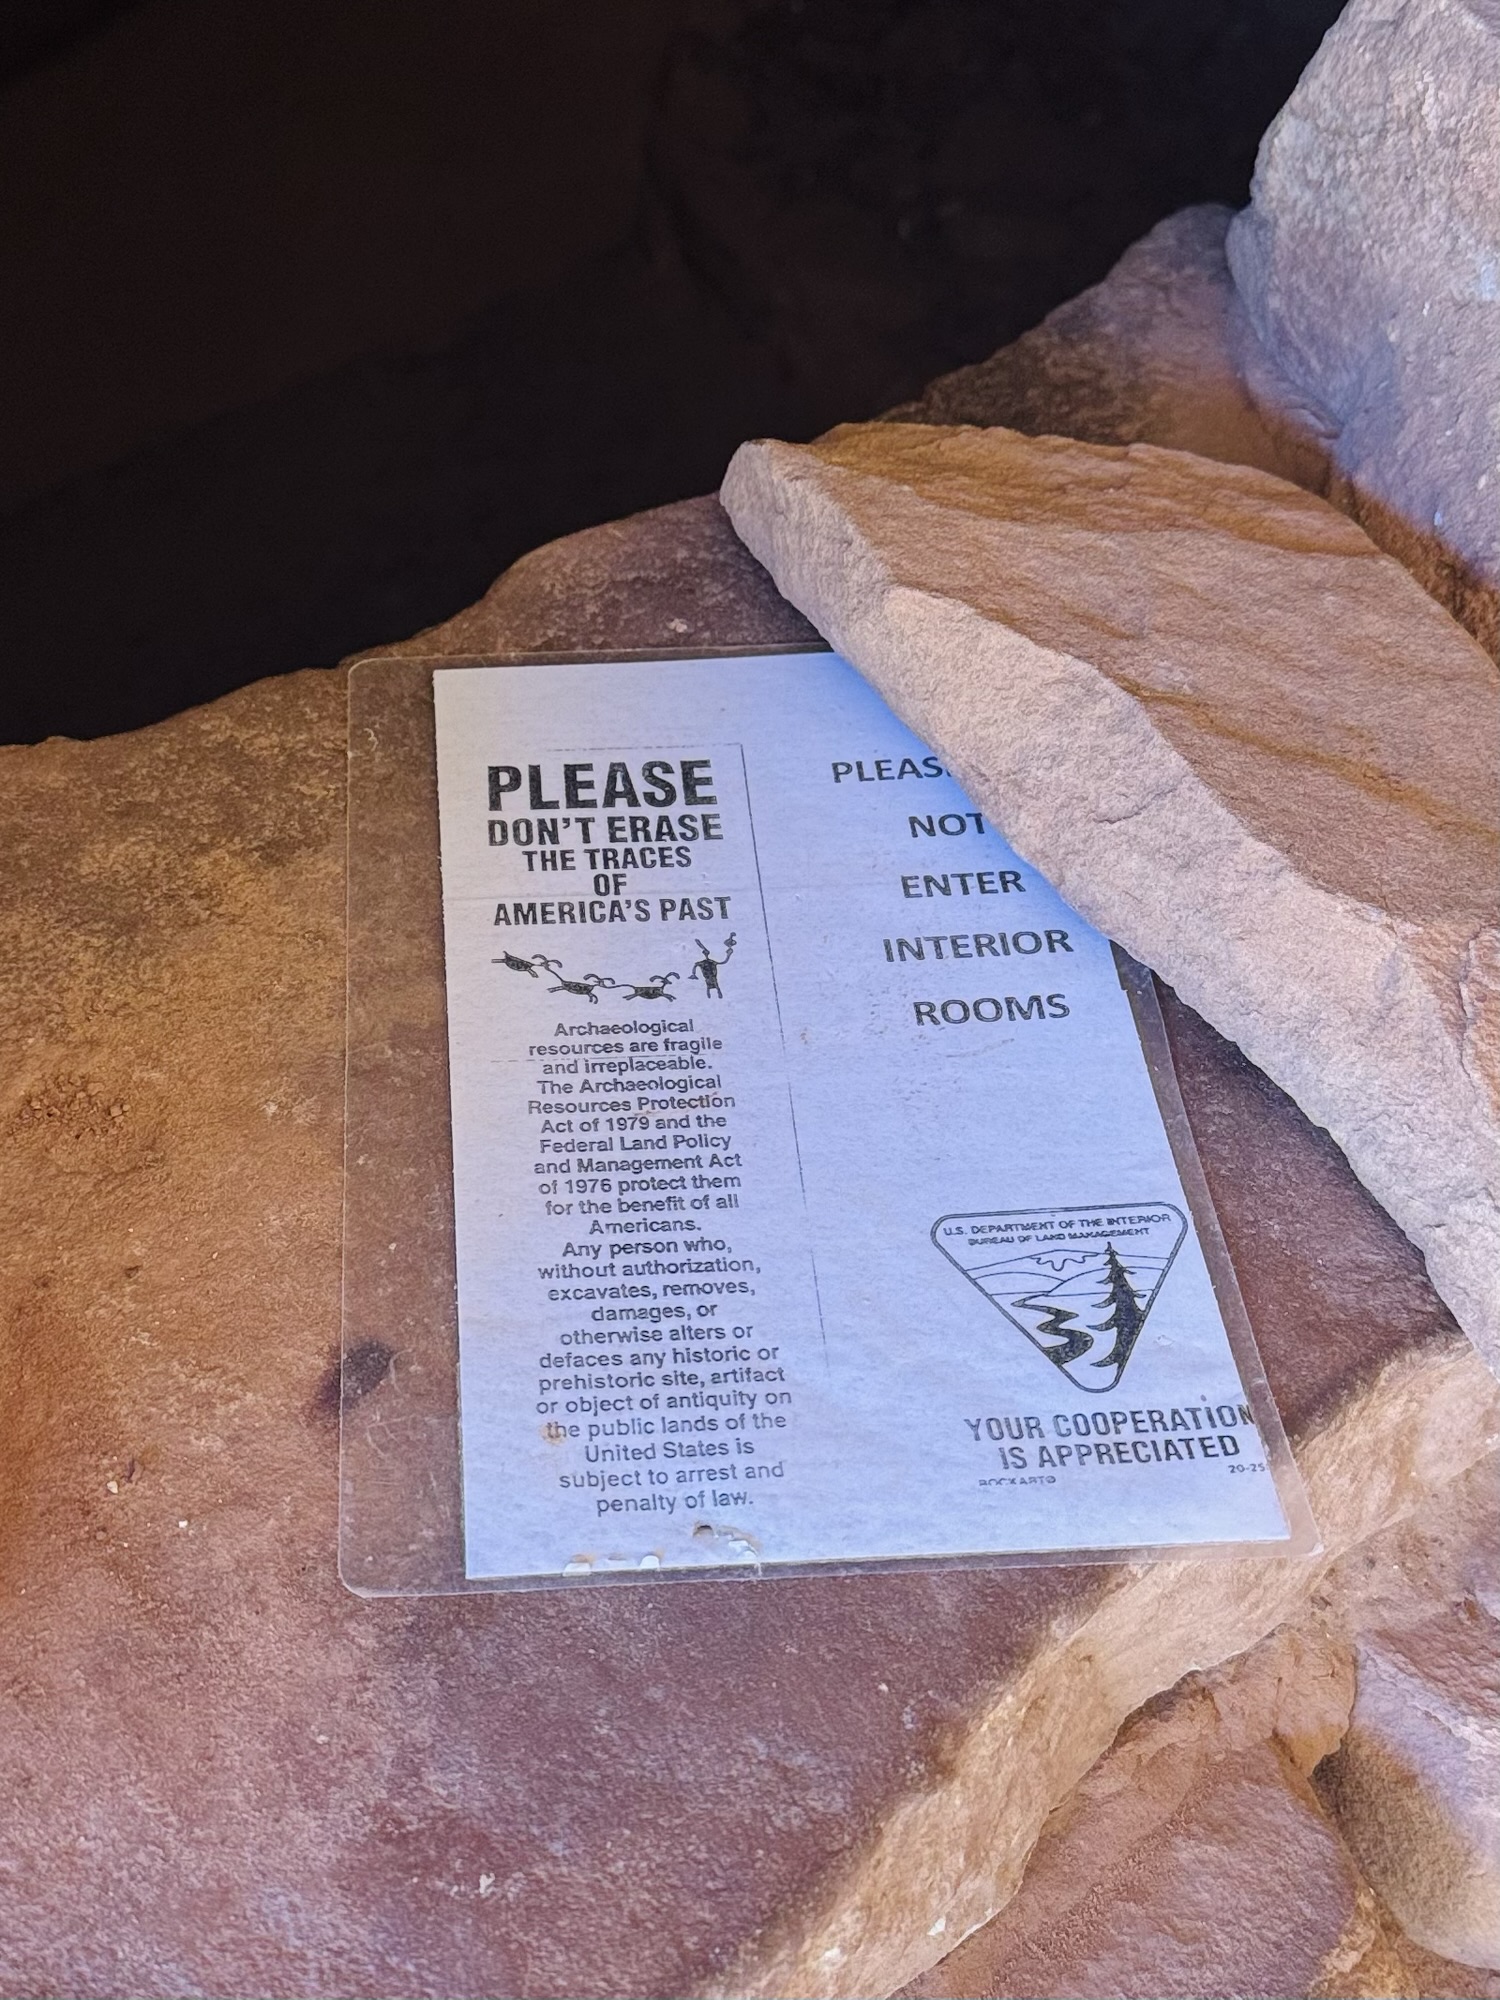 PLEASE
DON'T ERASE
THE TRACES
OF
AMERICA'S PAST
Archaeological
resources are fragile
and irreplaceable.
The Archaeological
Resources Protection
Act of 1979 and the
Federal Land Policy
and Management Act
of 1976 protect them
for the benefit of all
Americans.
Any person who,
without authorization,
excavates, removes,
damages, or
otherwise alters or
defaces any historic or
prehistoric site, artifact
or object of antiquity on
the public lands of the
United States is
subject to arrest and
penalty of law.
PLEAS
NOT
ENTER
INTERIOR
ROOMS
U.S. DEPARTMENT OF THE INTERIOR
BUREAU OF LAND MANAGEMENT
YOUR COOPERATION
IS APPRECIATED
20-25